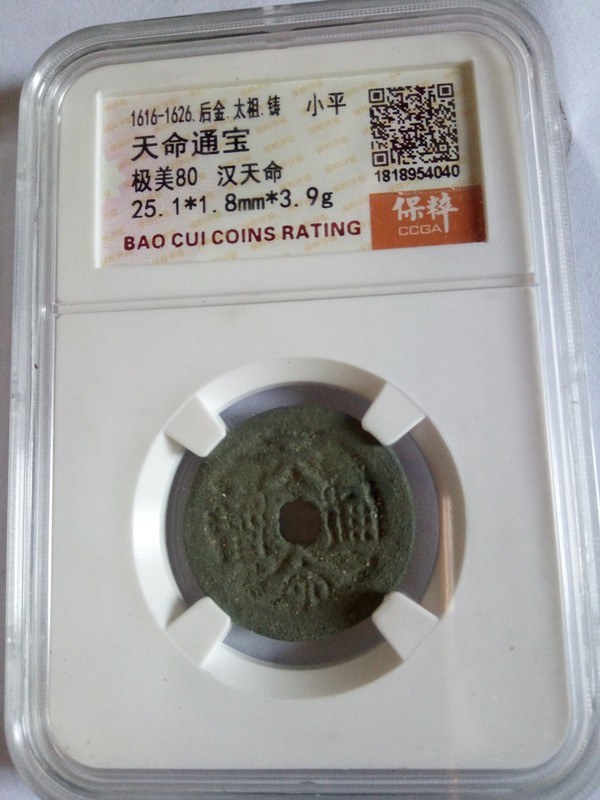 1616-1626.后金.太祖.铸 小平
天命通宝
极美80 汉天命
25.1*1.8mm*3.9g
BAO CUI COINS RATING
1818954040
保粹
CCGA
天命通寳